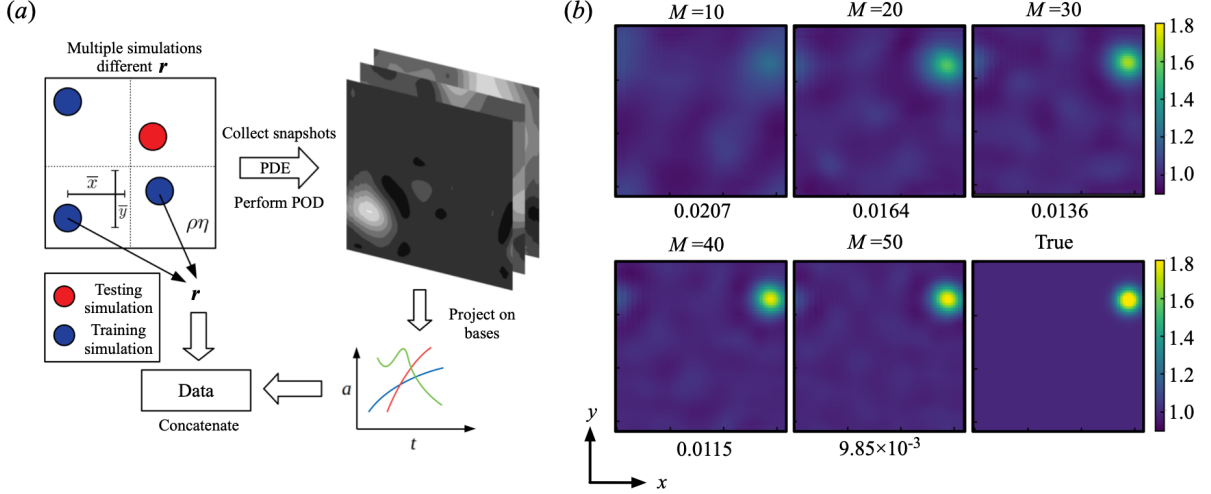 (a)
Multiple simulations
different r
x̅
y̅
ρη
r
Testing
simulation
Training
simulation
Collect snapshots
PDE
Perform POD
Project on
bases
a
t
Data
Concatenate
(b)
M =10
M =20
M =30
0.0207
0.0164
0.0136
1.8
1.6
1.4
1.2
1.0
M =40
M =50
True
0.0115
9.85×10⁻³
1.8
1.6
1.4
1.2
1.0
y
x